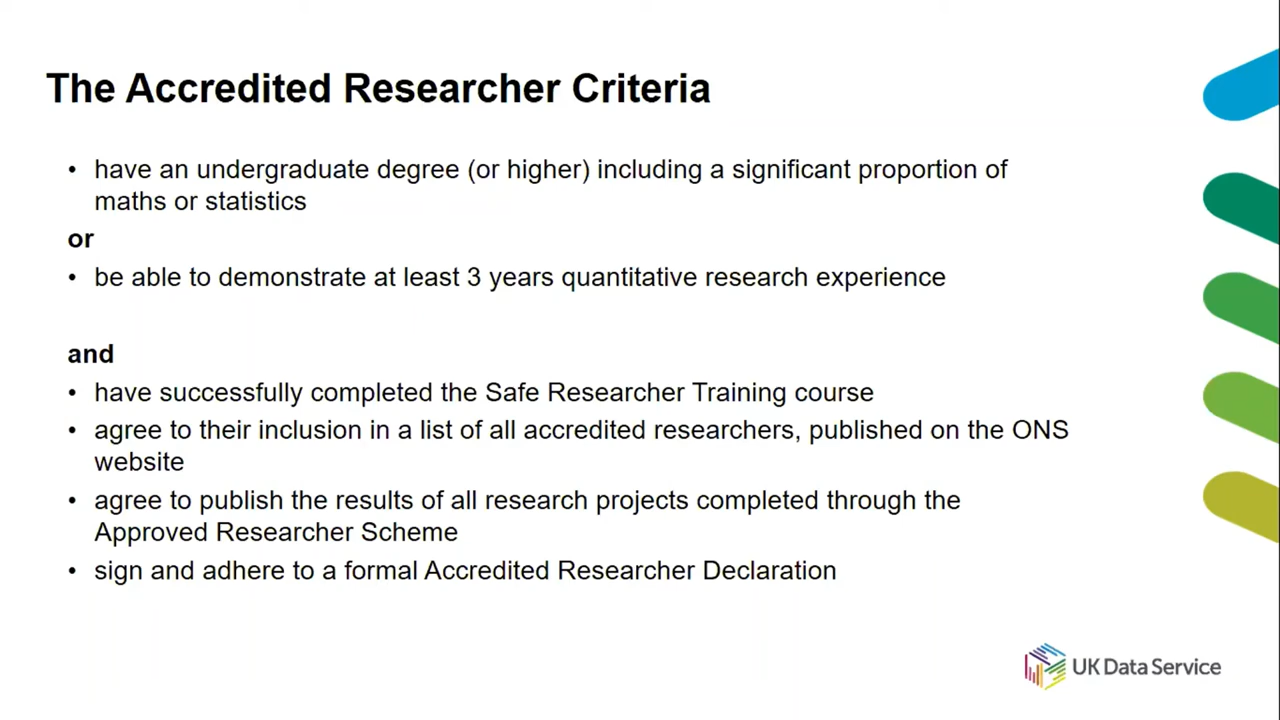 The Accredited Researcher Criteria
• have an undergraduate degree (or higher) including a significant proportion of
maths or statistics
or
• be able to demonstrate at least 3 years quantitative research experience
and
• have successfully completed the Safe Researcher Training course
• agree to their inclusion in a list of all accredited researchers, published on the ONS
website
• agree to publish the results of all research projects completed through the
Approved Researcher Scheme
• sign and adhere to a formal Accredited Researcher Declaration
UK Data Service